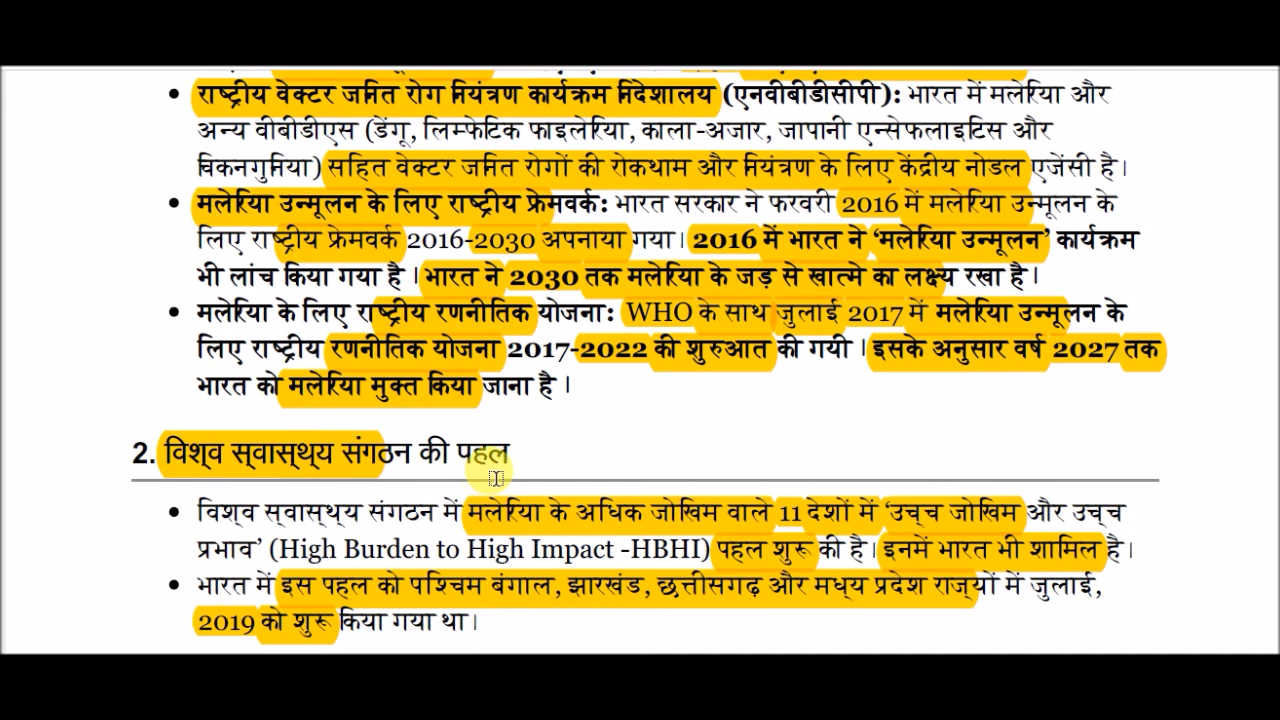 राष्ट्रीय वेक्टर जनित रोग नियंत्रण कार्यक्रम निदेशालय (एनवीबीडीसीपी): भारत में मलेरिया और
अन्य वीबीडीएस (डेंगू, लिम्फेटिक फाइलेरिया, काला-अजार, जापानी एन्सेफलाइटिस और
चिकनगुनिया) सहित वेक्टर जनित रोगों की रोकथाम और नियंत्रण के लिए केंद्रीय नोडल एजेंसी है।
मलेरिया उन्मूलन के लिए राष्ट्रीय फ्रेमवर्क: भारत सरकार ने फरवरी 2016 में मलेरिया उन्मूलन के
लिए राष्ट्रीय फ्रेमवर्क 2016-2030 अपनाया गया। 2016 में भारत ने ‘मलेरिया उन्मूलन’ कार्यक्रम
भी लांच किया गया है। भारत ने 2030 तक मलेरिया के जड़ से खात्मे का लक्ष्य रखा है।
मलेरिया के लिए राष्ट्रीय रणनीतिक योजना: WHO के साथ जुलाई 2017 में मलेरिया उन्मूलन के
लिए राष्ट्रीय रणनीतिक योजना 2017-2022 की शुरुआत की गयी। इसके अनुसार वर्ष 2027 तक
भारत को मलेरिया मुक्त किया जाना है।
2. विश्व स्वास्थ्य संगठन की पहल
विश्व स्वास्थ्य संगठन में मलेरिया के अधिक जोखिम वाले 11 देशों में ‘उच्च जोखिम और उच्च
प्रभाव’ (High Burden to High Impact -HBHI) पहल शुरू की है। इनमें भारत भी शामिल है।
भारत में इस पहल को पश्चिम बंगाल, झारखंड, छत्तीसगढ़ और मध्य प्रदेश राज्यों में जुलाई,
2019 को शुरू किया गया था।